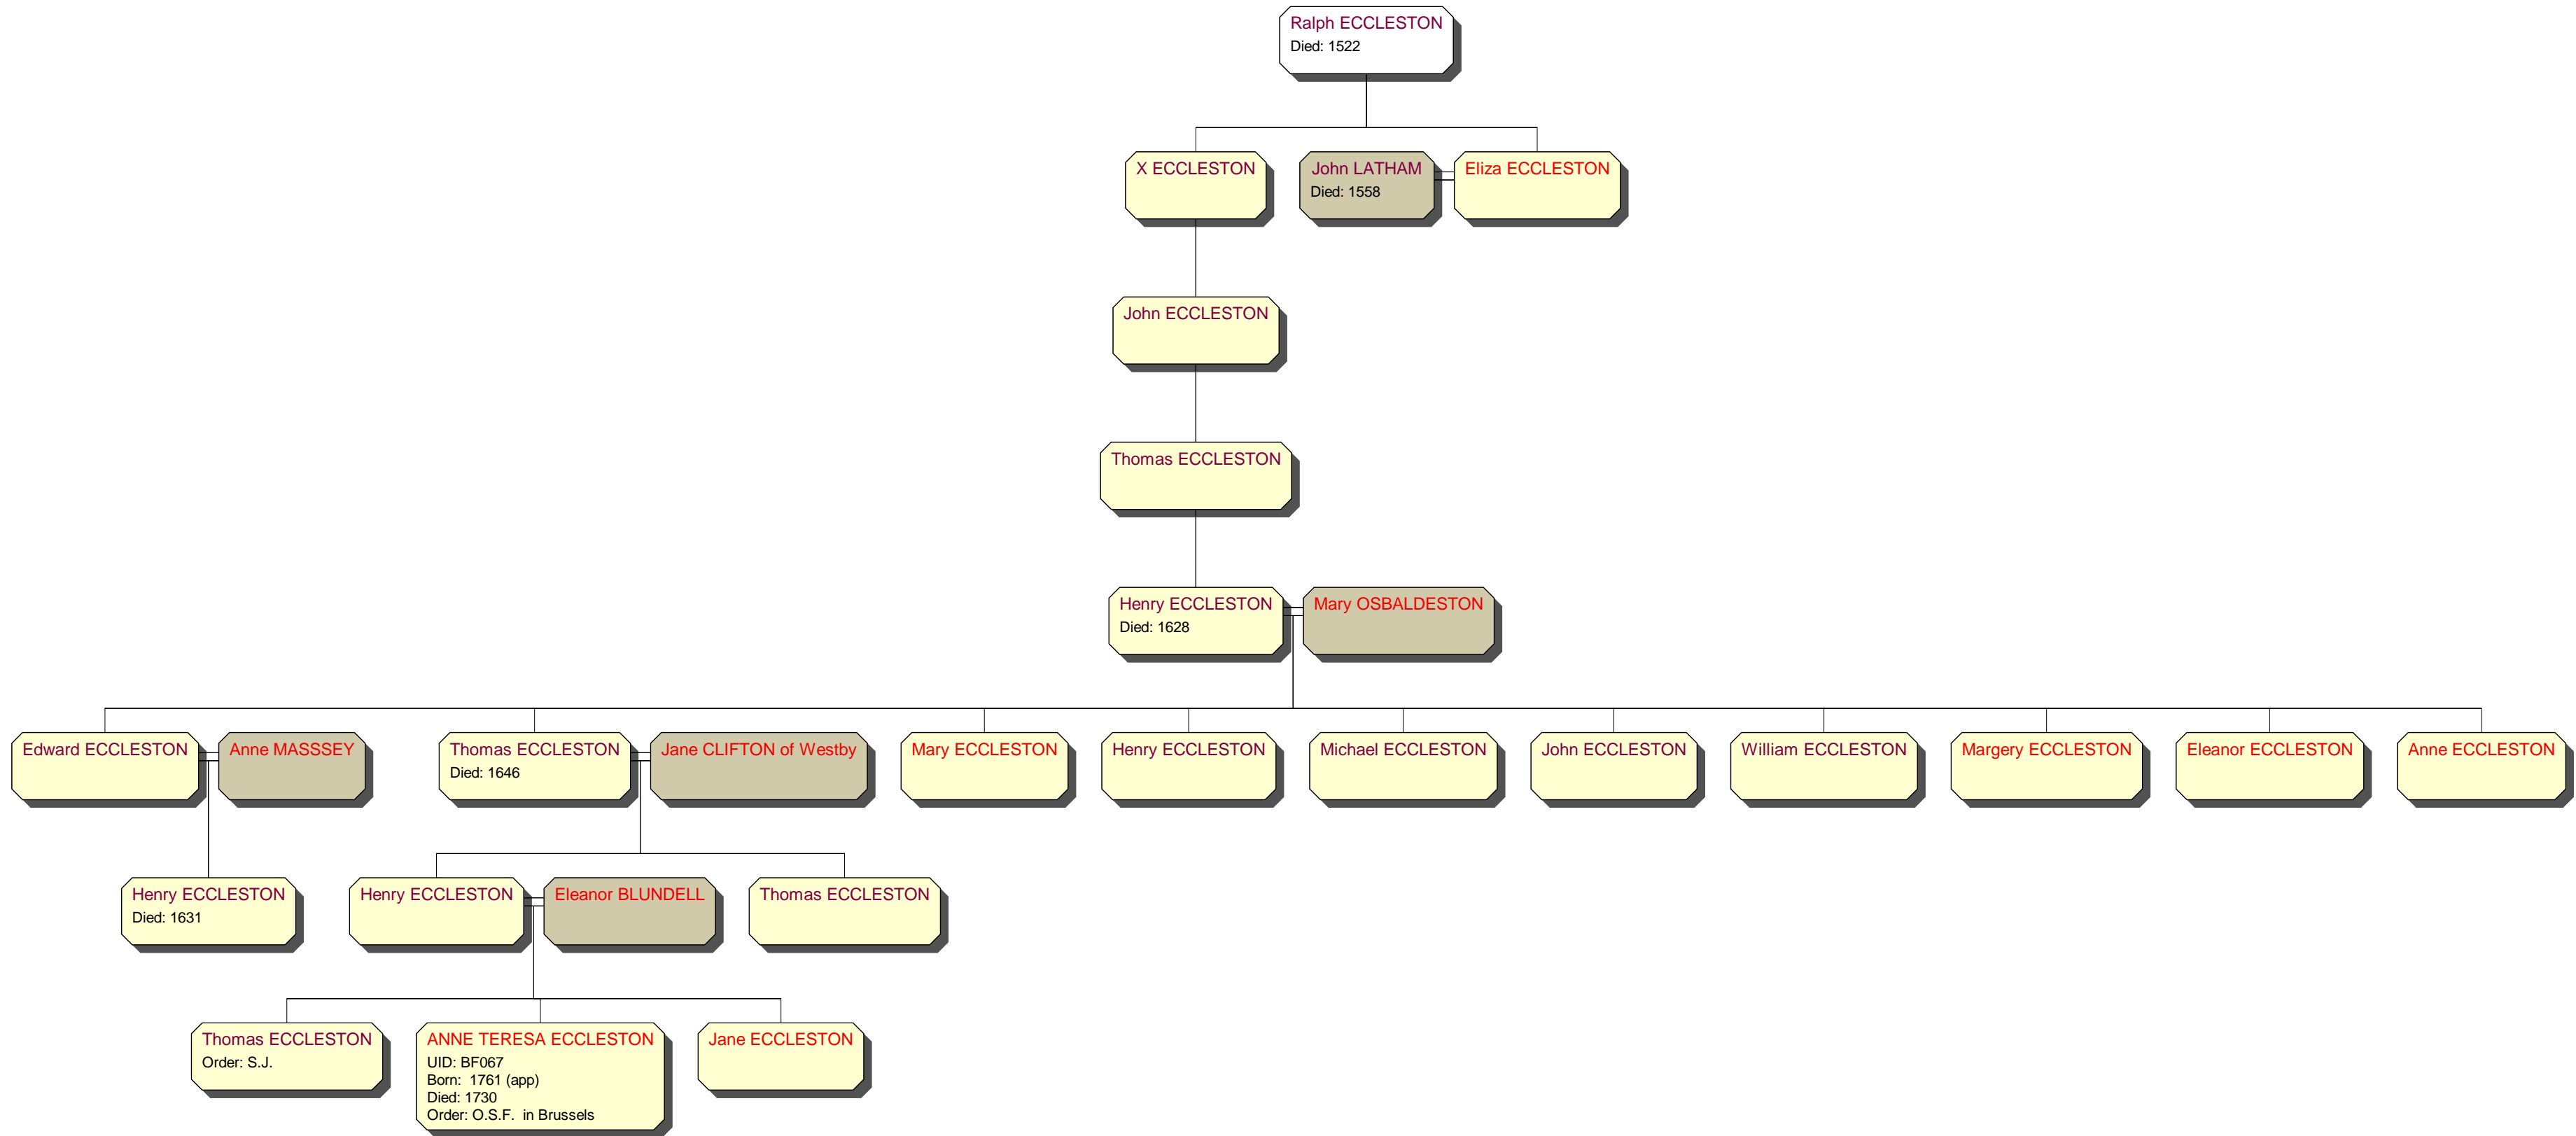 Ralph ECCLESTON
Died: 1522
X ECCLESTON
John LATHAM
Died: 1558
Eliza ECCLESTON
John ECCLESTON
Thomas ECCLESTON
Henry ECCLESTON
Died: 1628
Mary OSBALDESTON
Edward ECCLESTON
Anne MASSSEY
Thomas ECCLESTON
Died: 1646
Jane CLIFTON of Westby
Mary ECCLESTON
Henry ECCLESTON
Michael ECCLESTON
John ECCLESTON
William ECCLESTON
Margery ECCLESTON
Eleanor ECCLESTON
Anne ECCLESTON
Henry ECCLESTON
Died: 1631
Henry ECCLESTON
Eleanor BLUNDELL
Thomas ECCLESTON
Thomas ECCLESTON
Order: S.J.
ANNE TERESA ECCLESTON
UID: BF067
Born: 1761 (app)
Died: 1730
Order: O.S.F. in Brussels
Jane ECCLESTON